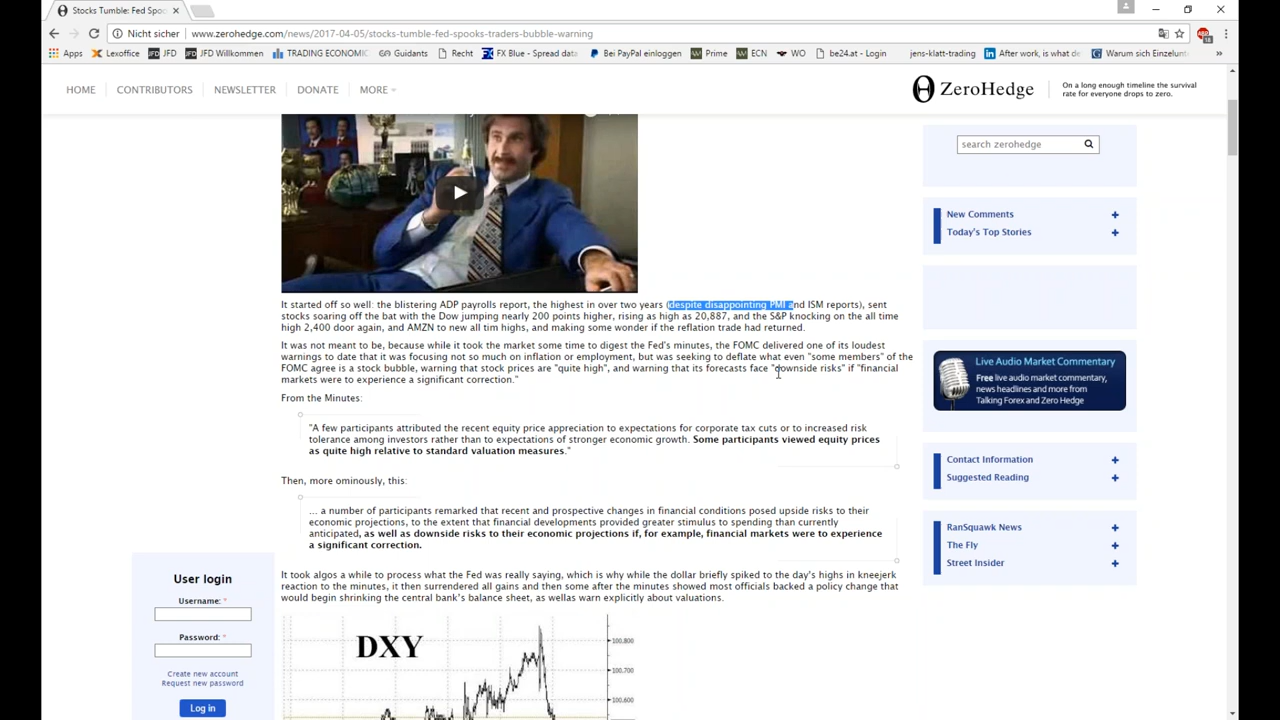 Stocks Tumble: Fed Spoo
Nicht sicher
www.zerohedge.com/news/2017-04-05/stocks-tumble-fed-spooks-traders-bubble-warning
Apps Lexoffice JFD JFD Willkommen TRADING ECONOMIC Guidants Recht FX Blue - Spread data Bei PayPal einloggen Prime ECN WO be24.at - Login jens-klatt-trading After work, is what de Warum sich Einzelunt »
HOME CONTRIBUTORS NEWSLETTER DONATE MORE
ZeroHedge
On a long enough timeline the survival
rate for everyone drops to zero.
search zerohedge
New Comments
Today's Top Stories
It started off so well: the blistering ADP payrolls report, the highest in over two years (despite disappointing PMI and ISM reports), sent
stocks soaring off the bat with the Dow jumping nearly 200 points higher, rising as high as 20,887, and the S&P knocking on the all time
high 2,400 door again, and AMZN to new all tim highs, and making some wonder if the reflation trade had returned.
It was not meant to be, because while it took the market some time to digest the Fed's minutes, the FOMC delivered one of its loudest
warnings to date that it was focusing not so much on inflation or employment, but was seeking to deflate what even "some members" of the
FOMC agree is a stock bubble, warning that stock prices are "quite high", and warning that its forecasts face "downside risks" if "financial
markets were to experience a significant correction."
From the Minutes:
"A few participants attributed the recent equity price appreciation to expectations for corporate tax cuts or to increased risk
tolerance among investors rather than to expectations of stronger economic growth. Some participants viewed equity prices
as quite high relative to standard valuation measures."
Then, more ominously, this:
... a number of participants remarked that recent and prospective changes in financial conditions posed upside risks to their
economic projections, to the extent that financial developments provided greater stimulus to spending than currently
anticipated, as well as downside risks to their economic projections if, for example, financial markets were to experience
a significant correction.
It took algos a while to process what the Fed was really saying, which is why while the dollar briefly spiked to the day's highs in kneejerk
reaction to the minutes, it then surrendered all gains and then some after the minutes showed most officials backed a policy change that
would begin shrinking the central bank's balance sheet, as wellas warn explicitly about valuations.
DXY
100.800
100.700
100.600
Live Audio Market Commentary
Free live audio market commentary,
news headlines and more from
Talking Forex and Zero Hedge
Contact Information
Suggested Reading
RanSquawk News
The Fly
Street Insider
User login
Username: *
Password: *
Create new account
Request new password
Log in